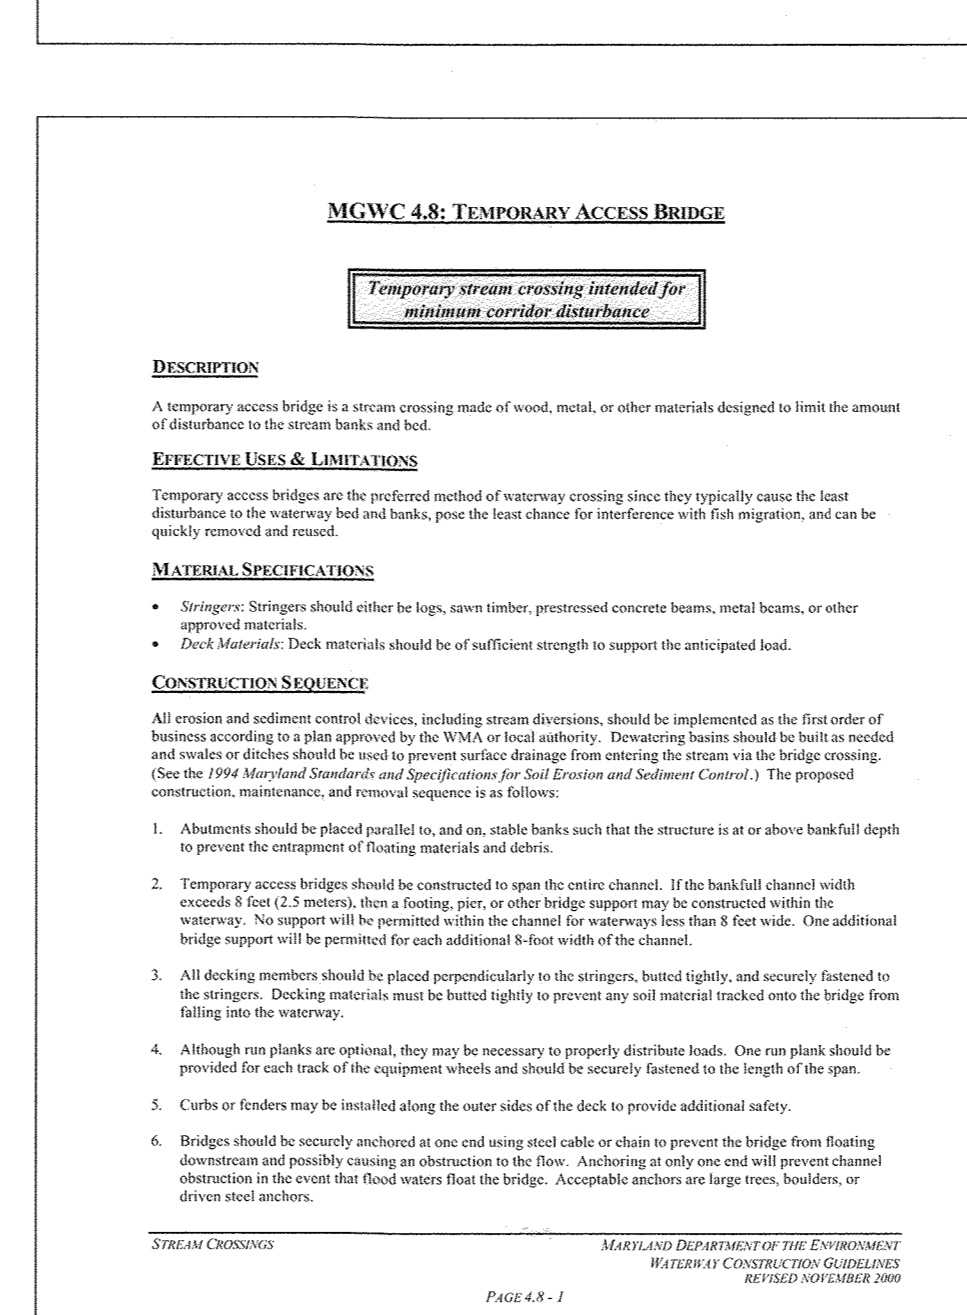 MGWC 4.8: TEMPORARY ACCESS BRIDGE
Temporary stream crossing intended for
minimum corridor disturbance
DESCRIPTION
A temporary access bridge is a stream crossing made of wood, metal, or other materials designed to limit the amount
of disturbance to the stream banks and bed.
EFFECTIVE USES & LIMITATIONS
Temporary access bridges are the preferred method of waterway crossing since they typically cause the least
disturbance to the waterway bed and banks, pose the least chance for interference with fish migration, and can be
quickly removed and reused.
MATERIAL SPECIFICATIONS
• Stringers: Stringers should either be logs, sawn timber, prestressed concrete beams, metal beams, or other
approved materials.
• Deck Materials: Deck materials should be of sufficient strength to support the anticipated load.
CONSTRUCTION SEQUENCE
All erosion and sediment control devices, including stream diversions, should be implemented as the first order of
business according to a plan approved by the WMA or local authority. Dewatering basins should be built as needed
and swales or ditches should be used to prevent surface drainage from entering the stream via the bridge crossing.
(See the 1994 Maryland Standards and Specifications for Soil Erosion and Sediment Control.) The proposed
construction, maintenance, and removal sequence is as follows:
1. Abutments should be placed parallel to, and on, stable banks such that the structure is at or above bankfull depth
to prevent the entrapment of floating materials and debris.
2. Temporary access bridges should be constructed to span the entire channel. If the bankfull channel width
exceeds 8 feet (2.5 meters), then a footing, pier, or other bridge support may be constructed within the
waterway. No support will be permitted within the channel for waterways less than 8 feet wide. One additional
bridge support will be permitted for each additional 8-foot width of the channel.
3. All decking members should be placed perpendicularly to the stringers, butted tightly, and securely fastened to
the stringers. Decking materials must be butted tightly to prevent any soil material tracked onto the bridge from
falling into the waterway.
4. Although run planks are optional, they may be necessary to properly distribute loads. One run plank should be
provided for each track of the equipment wheels and should be securely fastened to the length of the span.
5. Curbs or fenders may be installed along the outer sides of the deck to provide additional safety.
6. Bridges should be securely anchored at one end using steel cable or chain to prevent the bridge from floating
downstream and possibly causing an obstruction to the flow. Anchoring at only one end will prevent channel
obstruction in the event that flood waters float the bridge. Acceptable anchors are large trees, boulders, or
driven steel anchors.
STREAM CROSSINGS
MARYLAND DEPARTMENT OF THE ENVIRONMENT
WATERWAY CONSTRUCTION GUIDELINES
REVISED NOVEMBER 2000
PAGE 4.8 - 1